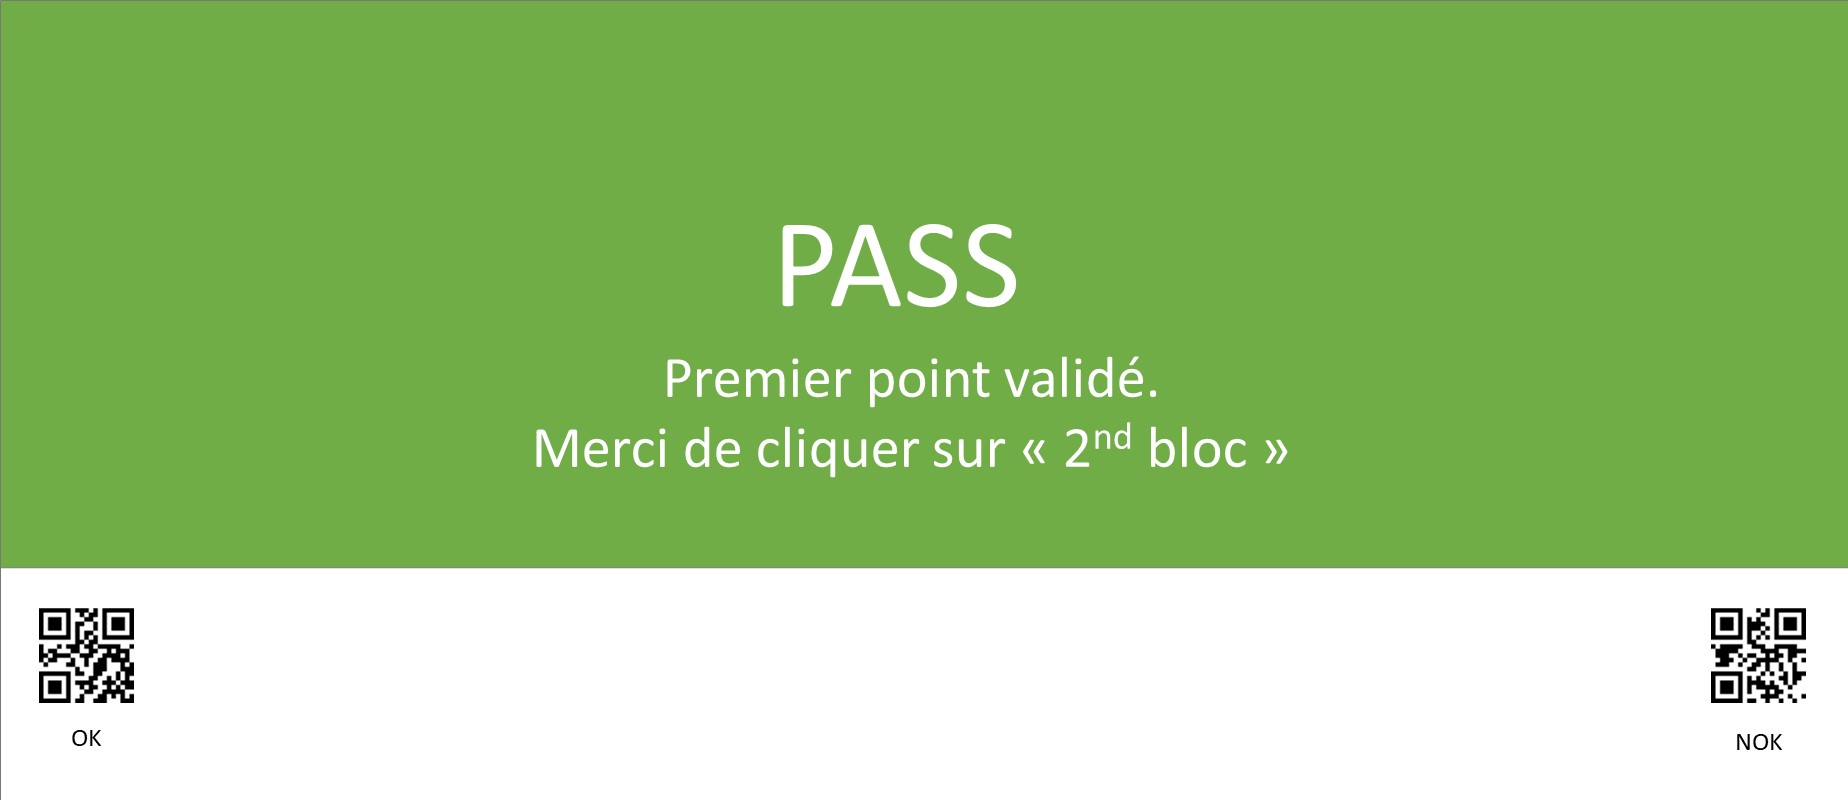 PASS
Premier point validé.
Merci de cliquer sur « 2nd bloc »
OK
NOK